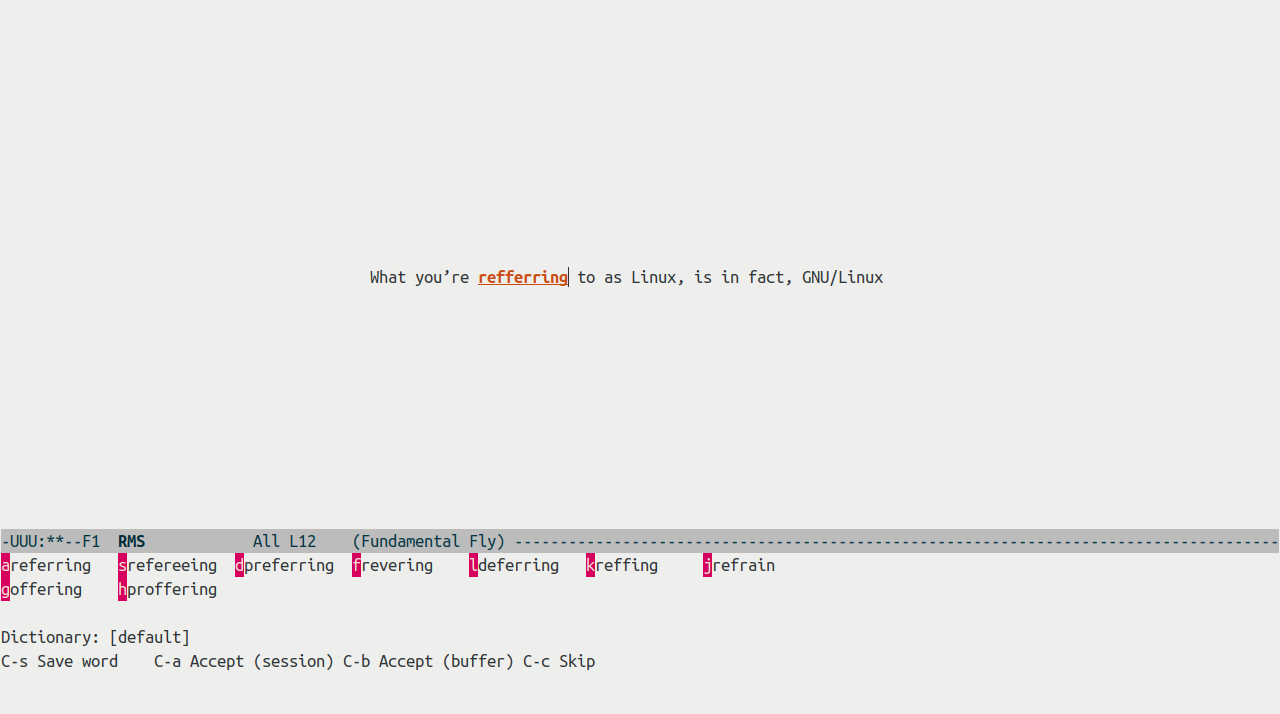 What you’re refferring to as Linux, is in fact, GNU/Linux
-UUU:**--F1  RMS            All L12    (Fundamental Fly) -------------------------------------------------------------------------------------
areferring   srefereeing  dpreferring  frevering    ldeferring   kreffing     jrefrain
goffering    hproffering
Dictionary: [default]
C-s Save word    C-a Accept (session) C-b Accept (buffer) C-c Skip